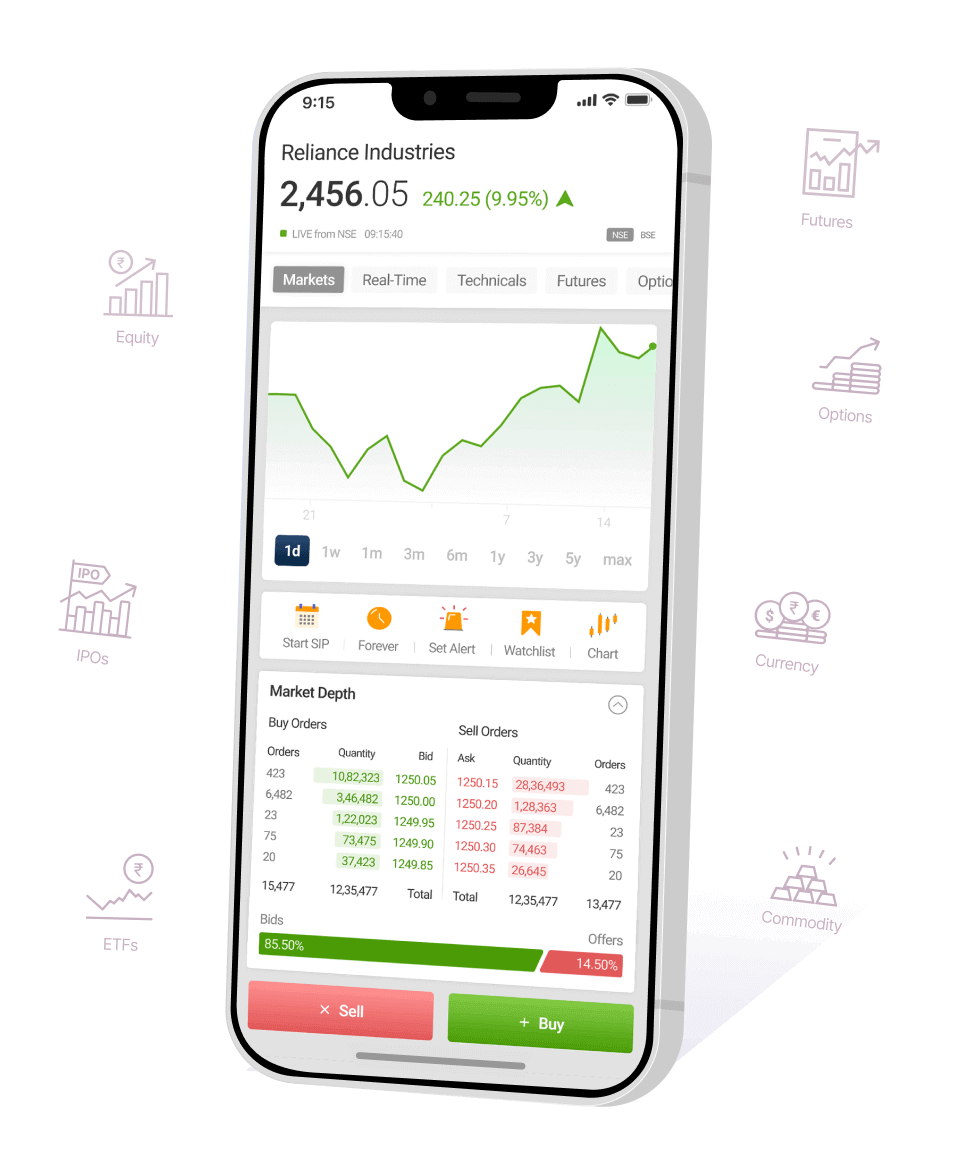 9:15
Reliance Industries
2,456.05 240.25 (9.95%)
LIVE from NSE 09:15:40 NSE BSE
Markets Real-Time Technicals Futures Optio
21 7 14
1d 1w 1m 3m 6m 1y 3y 5y max
Start SIP Forever Set Alert Watchlist Chart
Market Depth
Buy Orders Sell Orders
Orders Quantity Bid Ask Quantity Orders
423 10,82,323 1250.05 1250.15 28,36,493 423
6,482 3,46,482 1250.00 1250.20 1,28,363 6,482
23 1,22,023 1249.95 1250.25 87,384 23
75 73,475 1249.90 1250.30 74,463 75
20 37,423 1249.85 1250.35 26,645 20
15,477 12,35,477 Total Total 12,35,477 13,477
Bids Offers
85.50% 14.50%
× Sell + Buy
₹
Equity
IPO
IPOs
₹
ETFs
Futures
Options
$ ₹ €
Currency
Commodity